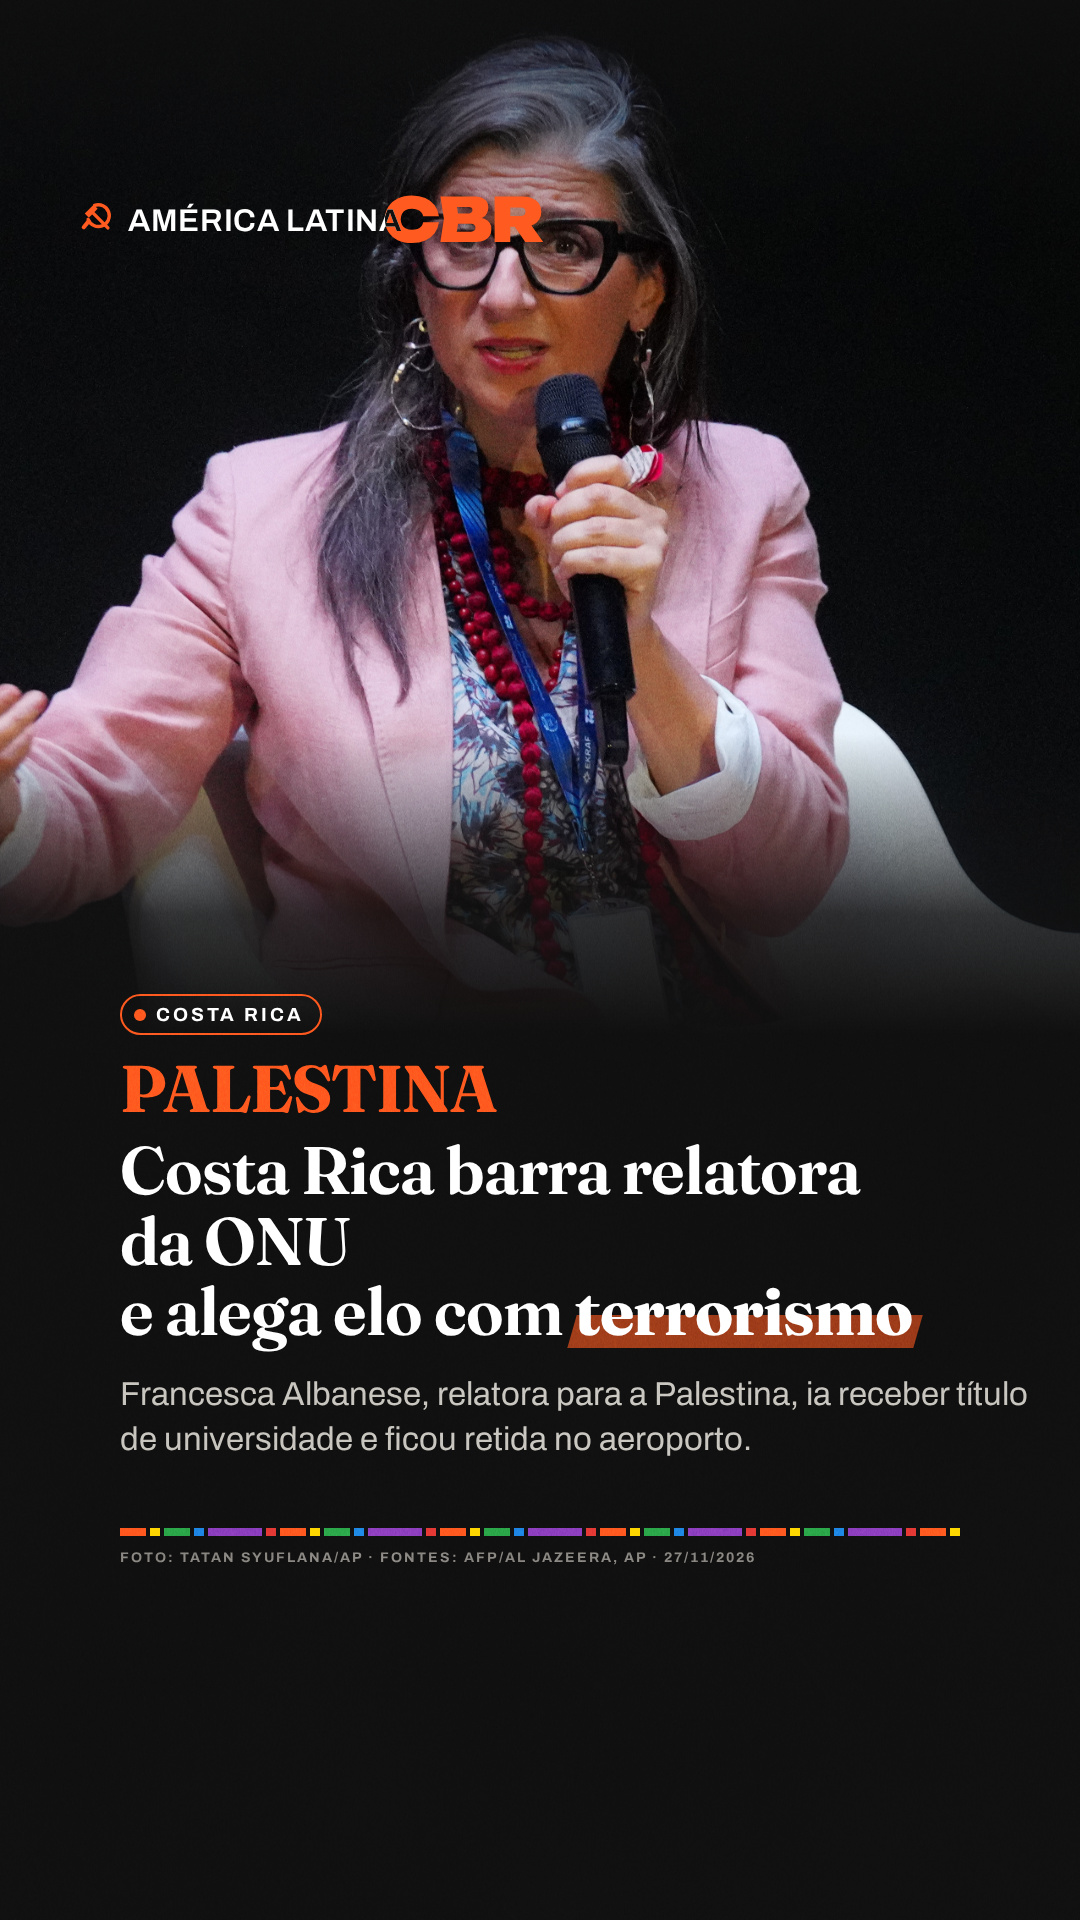 AMÉRICA LATINA CBR
COSTA RICA
PALESTINA
Costa Rica barra relatora
da ONU
e alega elo com terrorismo
Francesca Albanese, relatora para a Palestina, ia receber título
de universidade e ficou retida no aeroporto.
FOTO: TATAN SYUFLANA/AP · FONTES: AFP/AL JAZEERA, AP · 27/11/2026
EKRAF